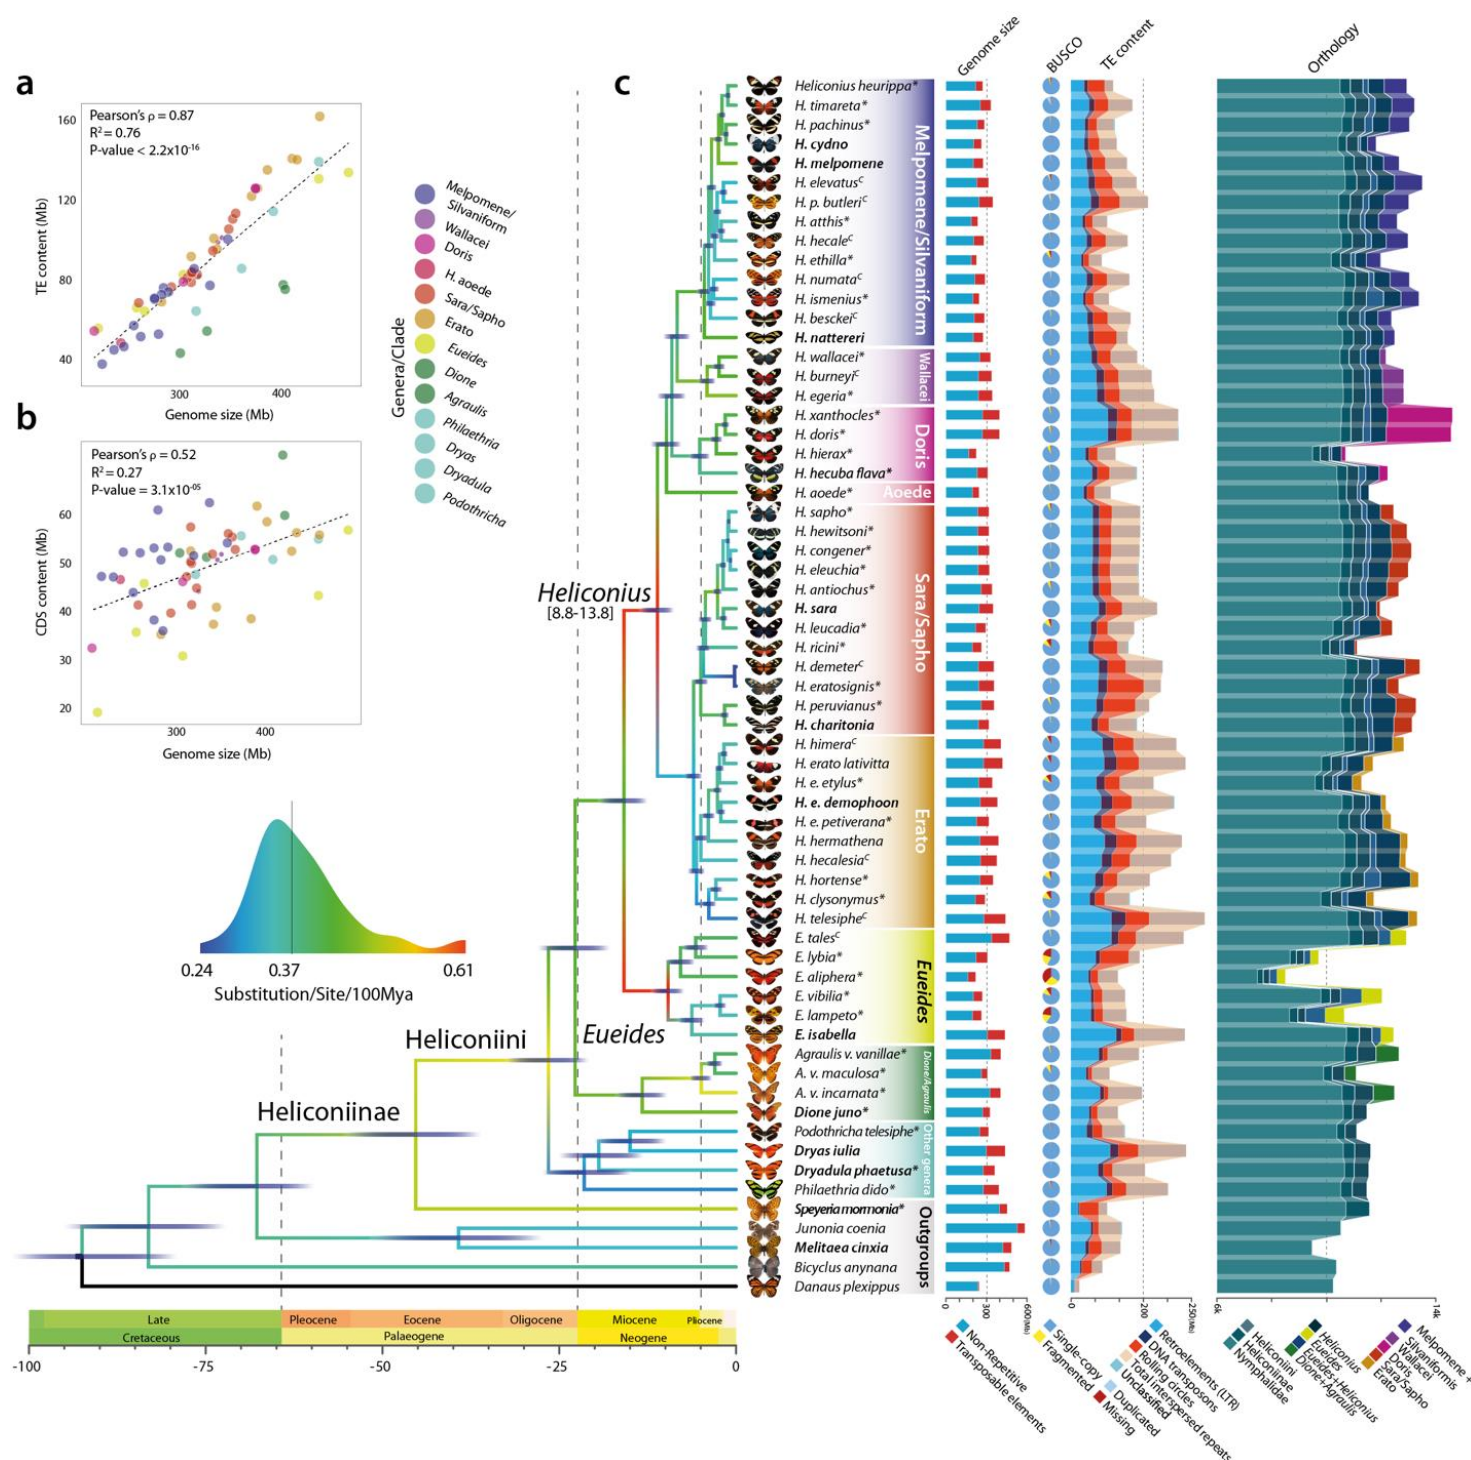 a
Pearson's ρ = 0.87
R² = 0.76
P-value < 2.2x10⁻¹⁶
TE content (Mb)
160
120
80
40
300
400
Genome size (Mb)
b
Pearson's ρ = 0.52
R² = 0.27
P-value = 3.1x10⁻⁰⁵
CDS content (Mb)
60
50
40
30
20
300
400
Genome size (Mb)
Genera/Clade
Melpomene/
Silvaniform
Wallacei
Doris
H. aoede
Sara/Sapho
Erato
Eueides
Dione
Agraulis
Philaethria
Dryas
Dryadula
Podothricha
0.24
0.37
0.61
Substitution/Site/100Mya
c
Genome size
BUSCO
TE content
Orthology
Heliconius
[8.8-13.8]
Eueides
Heliconiini
Heliconiinae
Heliconius heurippa*
H. timareta*
H. pachinus*
H. cydno
H. melpomene
H. elevatusᶜ
H. p. butleriᶜ
H. atthis*
H. hecaleᶜ
H. ethilla*
H. numataᶜ
H. ismenius*
H. besckeiᶜ
H. nattereri
Melpomene/Silvaniform
H. wallacei*
H. burneyiᶜ
H. egeria*
Wallacei
H. xanthocles*
H. doris*
H. hierax*
H. hecuba flava*
Doris
H. aoede*
Aoede
H. sapho*
H. hewitsoni*
H. congener*
H. eleuchia*
H. antiochus*
H. sara
H. leucadia*
H. ricini*
H. demeterᶜ
H. eratosignis*
H. peruvianus*
H. charitonia
Sara/Sapho
H. himeraᶜ
H. erato lativitta
H. e. etylus*
H. e. demophoon
H. e. petiverana*
H. hermathena
H. hecalesiaᶜ
H. hortense*
H. clysonymus*
H. telespheᶜ
Erato
E. talesᶜ
E. lybia*
E. aliphera*
E. vibilia*
E. lampeto*
E. isabella
Eueides
Agraulis v. vanillae*
A. v. maculosa*
A. v. incarnata*
Dione juno*
Dione/Agraulis
Podothricha telesiphe*
Dryas iulia
Dryadula phaetusa*
Philaethria dido*
Other genera
Speyeria mormonia*
Junonia coenia
Melitaea cinxia
Bicyclus anynana
Danaus plexippus
Outgroups
Late
Pleocene
Eocene
Oligocene
Miocene
Pliocene
Cretaceous
Palaeogene
Neogene
-100
-75
-50
-25
0
0
300
600(Mb)
Non-Repetitive
Transposable elements
Single-copy
Fragmented
Duplicated
Missing
0
200
250(Mb)
Retroelements (LTR)
DNA transposons
Rolling circles
Total interspersed repeats
Unclassified
6k
14k
Heliconiini
Heliconiinae
Nymphalidae
Heliconius
Eueides
Eueides+Heliconius
Dione+Agraulis
Melpomene +
Silvaniformis
Wallacei
Doris
Sara/Sapho
Erato